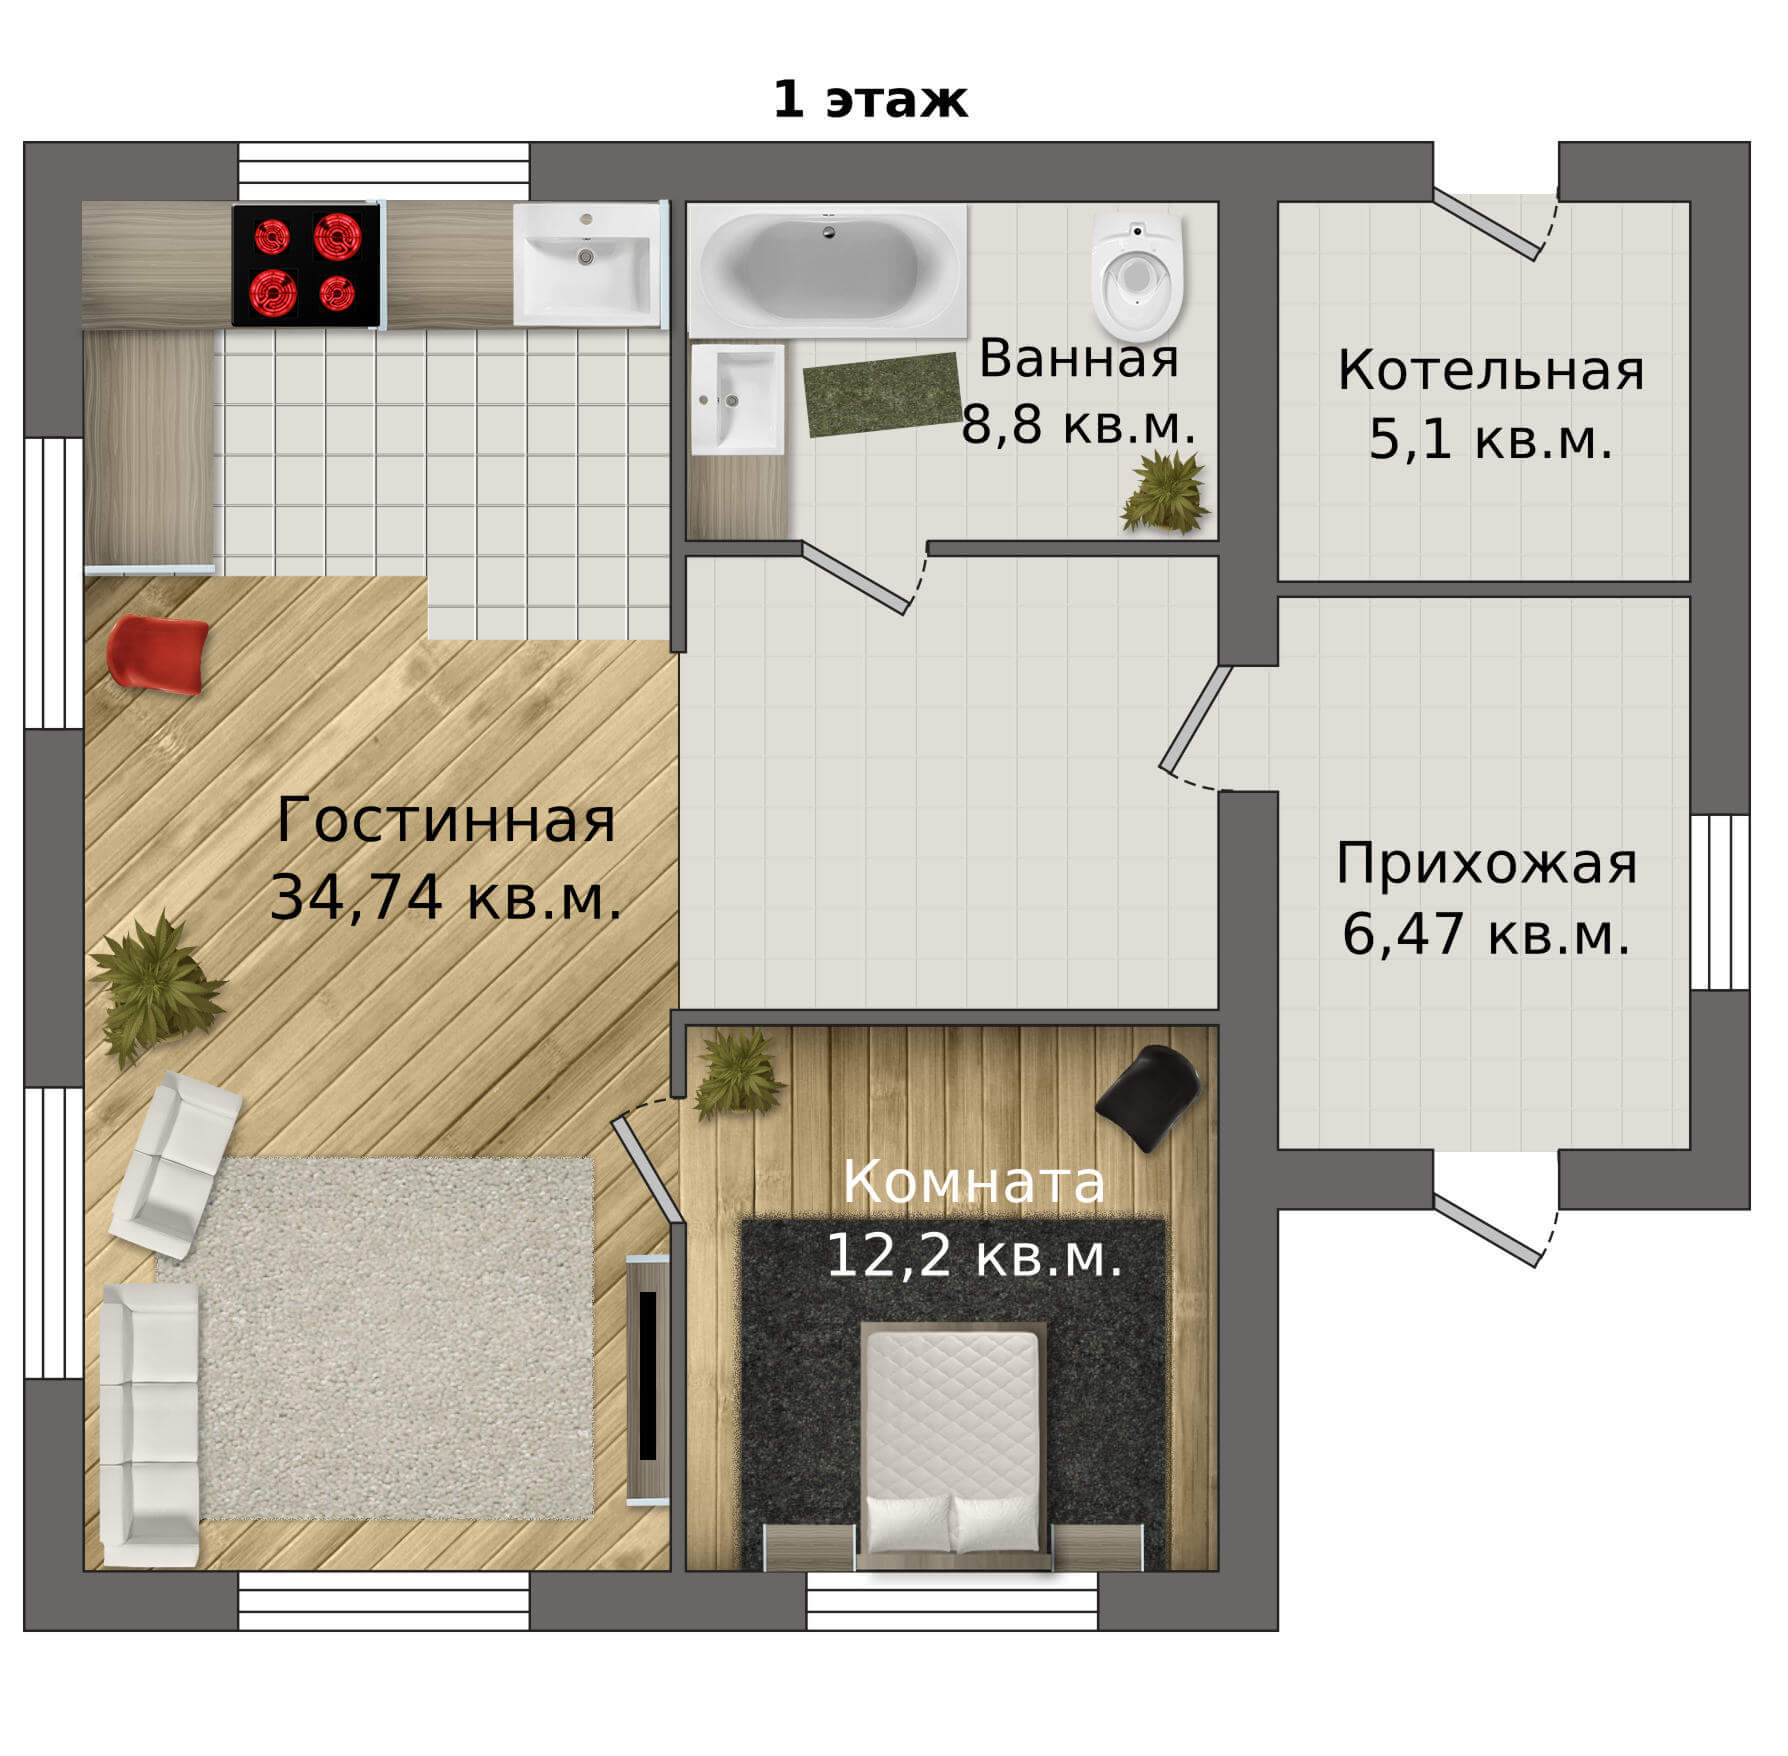 1 этаж
Ванная
8,8 кв.м.
Котельная
5,1 кв.м.
Гостинная
34,74 кв.м.
Прихожая
6,47 кв.м.
Комната
12,2 кв.м.